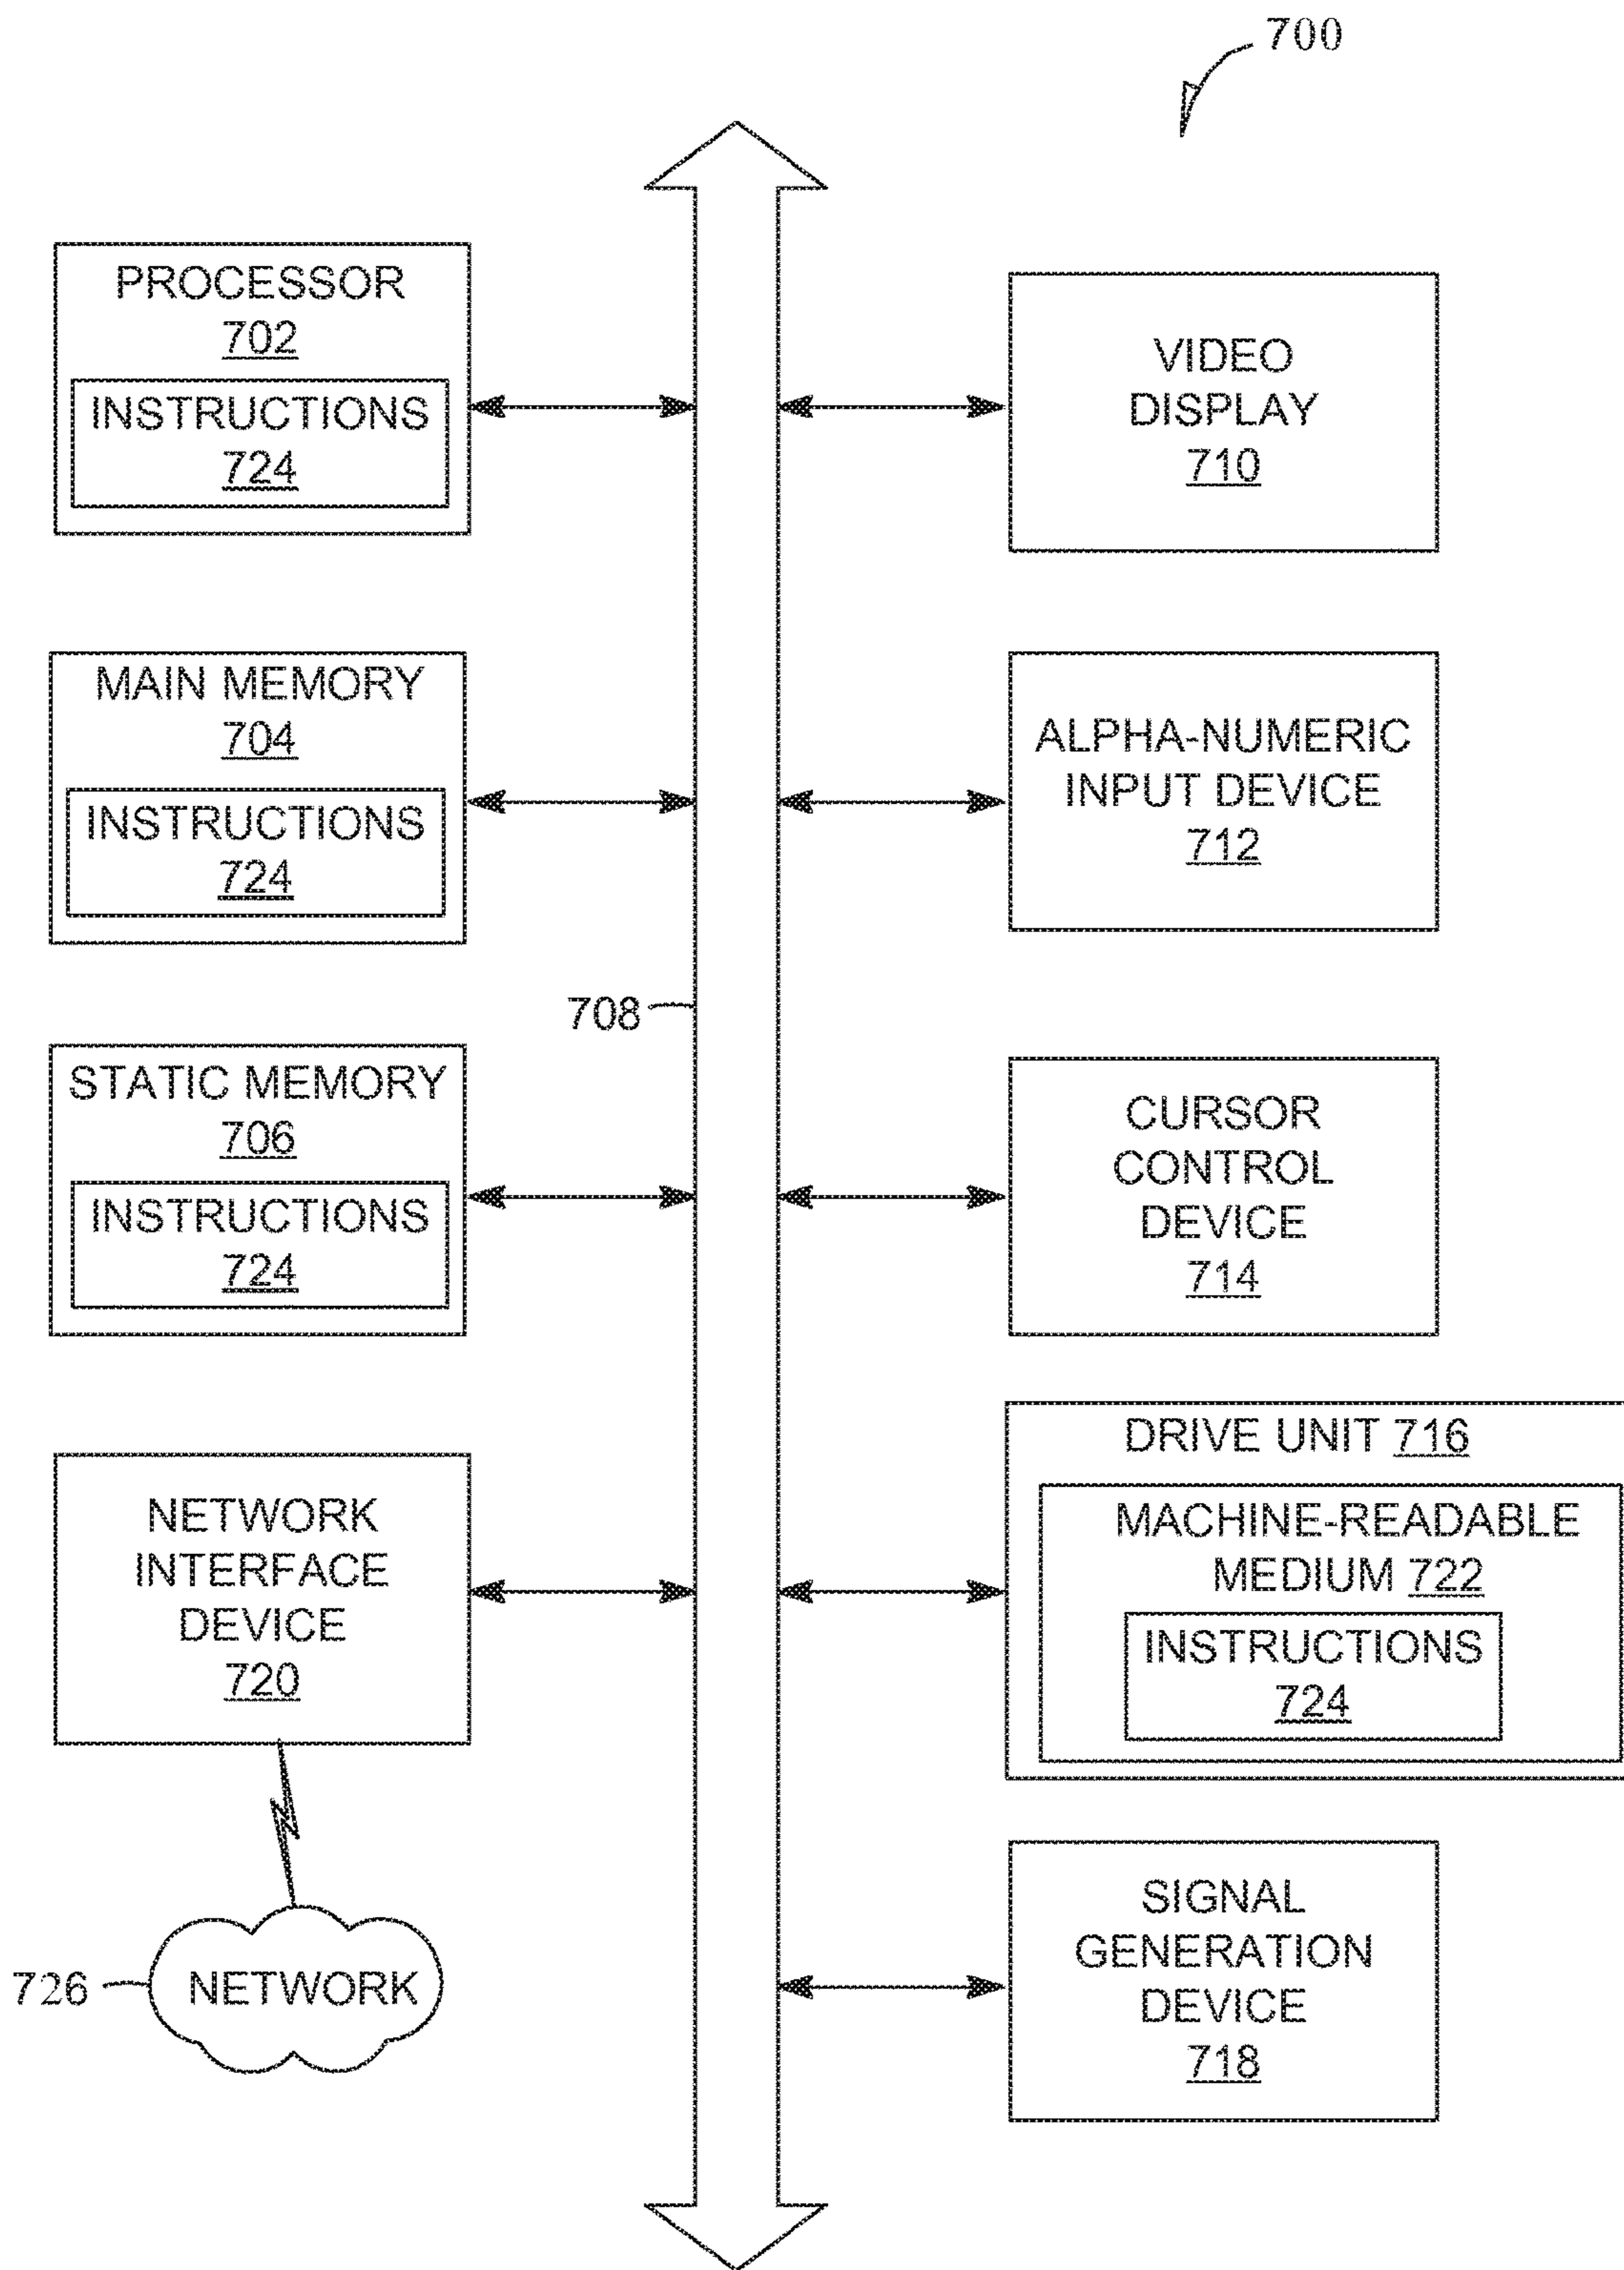 700
PROCESSOR
702
INSTRUCTIONS
724
VIDEO
DISPLAY
710
MAIN MEMORY
704
INSTRUCTIONS
724
ALPHA-NUMERIC
INPUT DEVICE
712
708
STATIC MEMORY
706
INSTRUCTIONS
724
CURSOR
CONTROL
DEVICE
714
NETWORK
INTERFACE
DEVICE
720
DRIVE UNIT 716
MACHINE-READABLE
MEDIUM 722
INSTRUCTIONS
724
726
NETWORK
SIGNAL
GENERATION
DEVICE
718